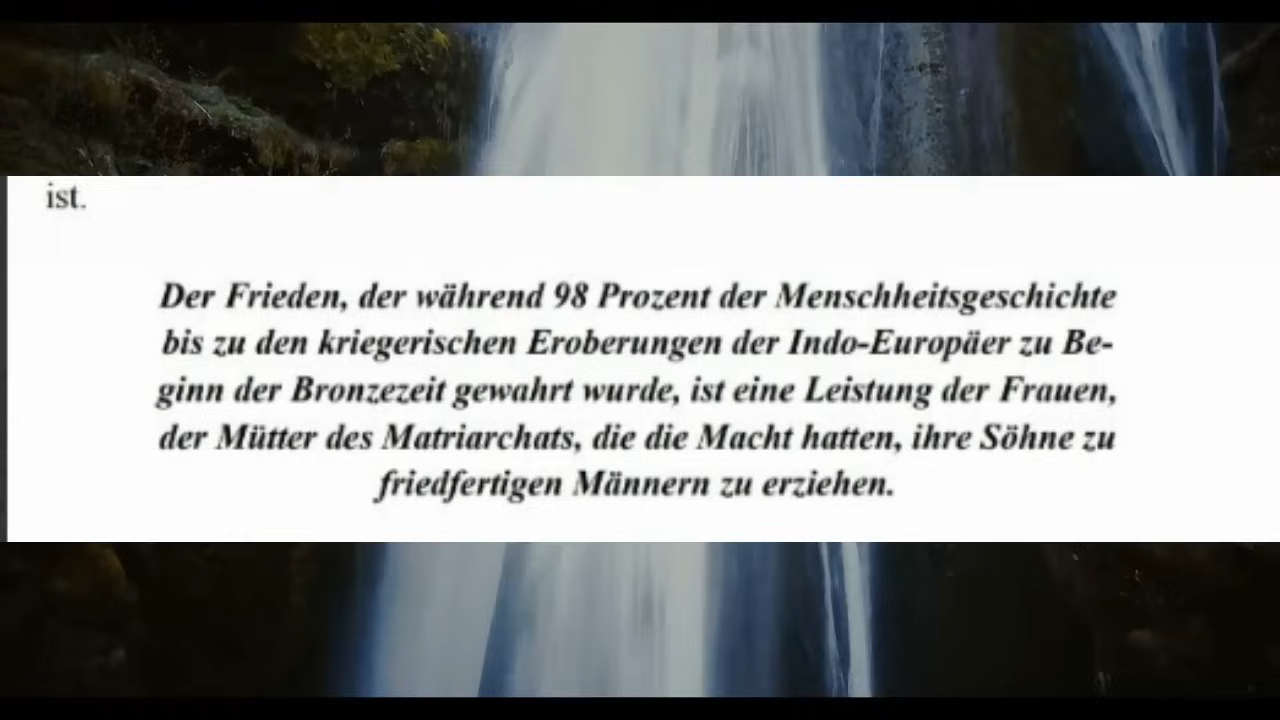 ist.
Der Frieden, der während 98 Prozent der Menschheitsgeschichte
bis zu den kriegerischen Eroberungen der Indo-Europäer zu Be-
ginn der Bronzezeit gewahrt wurde, ist eine Leistung der Frauen,
der Mütter des Matriarchats, die die Macht hatten, ihre Söhne zu
friedfertigen Männern zu erziehen.